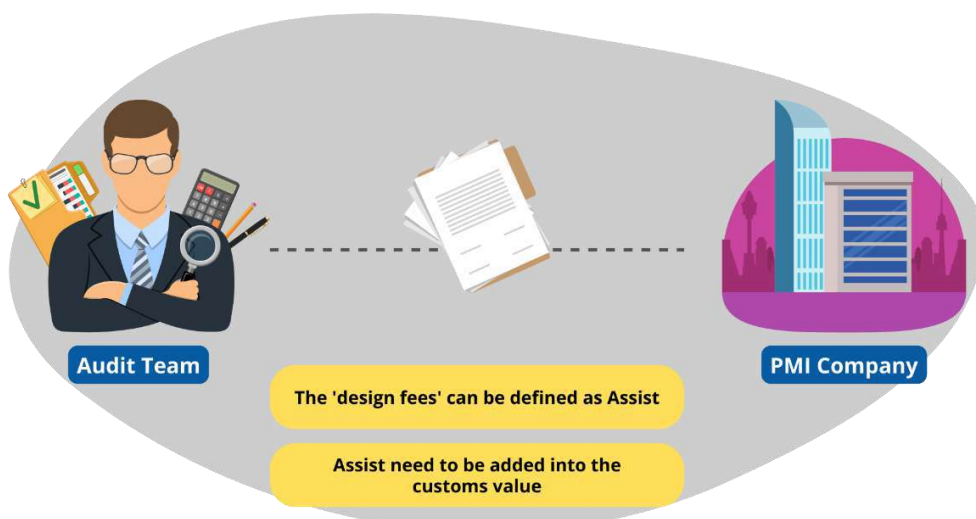 Audit Team
PMI Company
The 'design fees' can be defined as Assist
Assist need to be added into the
customs value